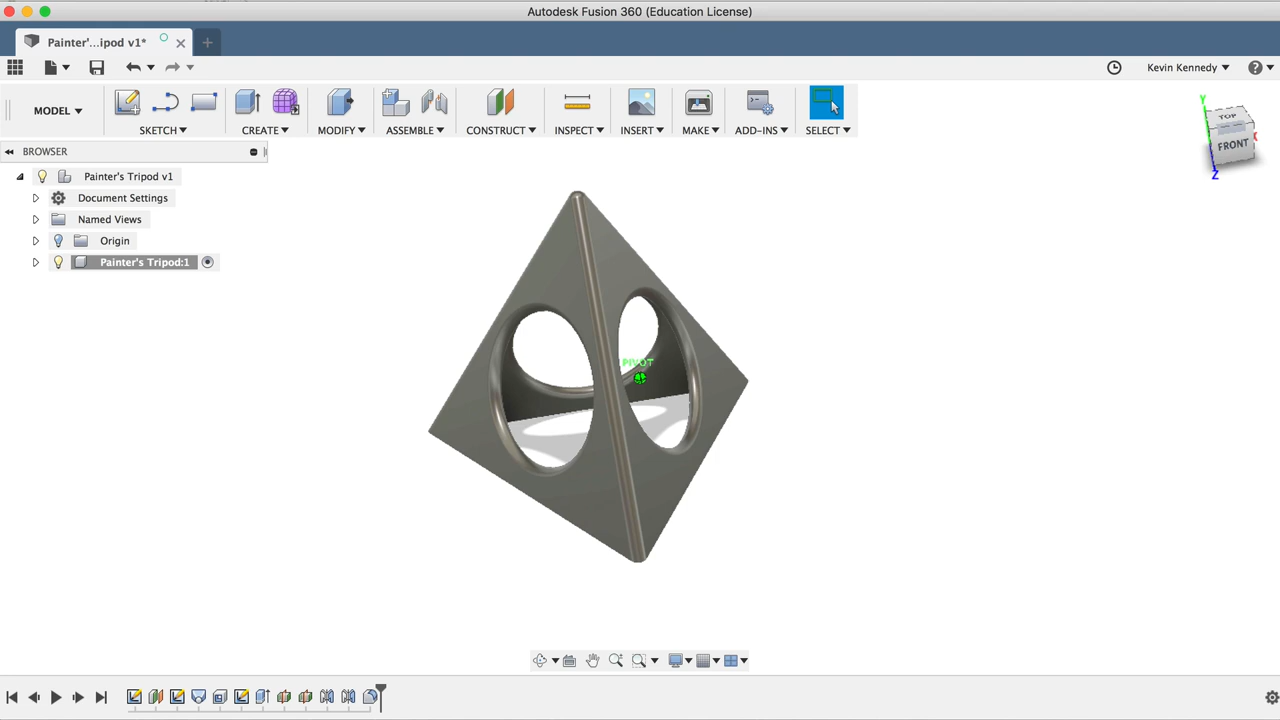 Autodesk Fusion 360 (Education License)
Painter'...ipod v1*
Kevin Kennedy
MODEL
SKETCH
CREATE
MODIFY
ASSEMBLE
CONSTRUCT
INSPECT
INSERT
MAKE
ADD-INS
SELECT
BROWSER
Painter's Tripod v1
Document Settings
Named Views
Origin
Painter's Tripod:1
PIVOT
Y
TOP
X
FRONT
Z